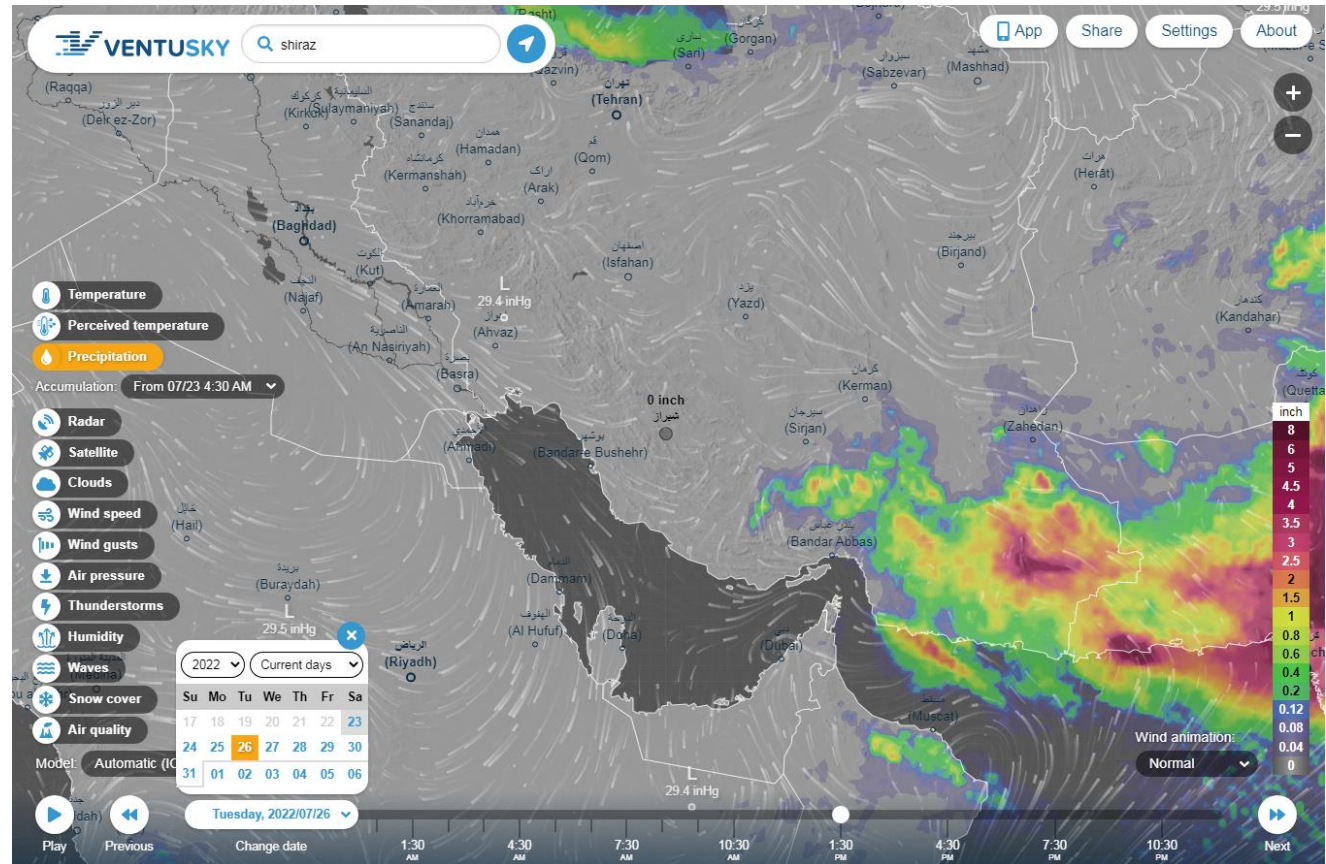 VENTUSKY
shiraz
App
Share
Settings
About
29.5 inHg
(Rasht)
گرگان
(Gorgan)
ساری
(Sari)
سبزوار
(Sabzevar)
مشهد
(Mashhad)
(Raqqa)
دير الزور
(Deir ez-Zor)
كركوك
السليمانية
(Sulaymaniyah)
سنندج
(Sanandaj)
تهران
(Tehran)
همدان
(Hamadan)
قم
(Qom)
کرمانشاه
(Kermanshah)
اراک
(Arak)
هرات
(Herāt)
خرم‌آباد
(Khorramabad)
بغداد
(Baghdad)
بیرجند
(Birjand)
اصفهان
(Isfahan)
الكوت
(Kut)
النجف
(Najaf)
العمارة
(Amarah)
L
29.4 inHg
(Ahvaz)
یزد
(Yazd)
کندهار
(Kandahar)
الناصرية
(An Nasiriyah)
بصرة
(Basra)
کرمان
(Kerman)
(Quetta)
0 inch
شیراز
سیرجان
(Sirjan)
زاهدان
(Zahedan)
(Ahmadi)
بوشهر
(Bandar-e Bushehr)
بندر عباس
(Bandar Abbas)
حائل
(Hail)
بريدة
(Buraydah)
L
29.5 inHg
الدمام
(Dammam)
الهفوف
(Al Hufuf)
الدوحة
(Doha)
دبي
(Dubai)
الرياض
(Riyadh)
(Medina)
مسقط
(Muscat)
L
29.4 inHg
Temperature
Perceived temperature
Precipitation
Accumulation: From 07/23 4:30 AM
Radar
Satellite
Clouds
Wind speed
Wind gusts
Air pressure
Thunderstorms
Humidity
Waves
Snow cover
Air quality
Model: Automatic (IC
2022 Current days
Su Mo Tu We Th Fr Sa
17 18 19 20 21 22 23
24 25 26 27 28 29 30
31 01 02 03 04 05 06
inch
8
6
5
4.5
4
3.5
3
2.5
2
1.5
1
0.8
0.6
0.4
0.2
0.12
0.08
0.04
0
Wind animation:
Normal
Play
Previous
Tuesday, 2022/07/26
Change date
1:30 AM
4:30 AM
7:30 AM
10:30 AM
1:30 PM
4:30 PM
7:30 PM
10:30 PM
Next